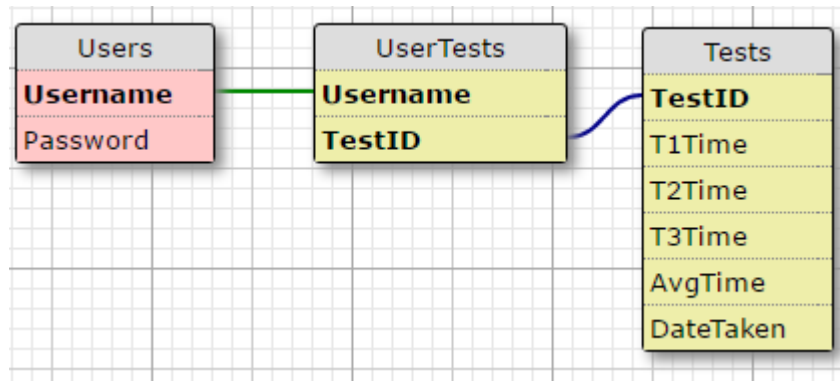 Users
Username
Password
UserTests
Username
TestID
Tests
TestID
T1Time
T2Time
T3Time
AvgTime
DateTaken